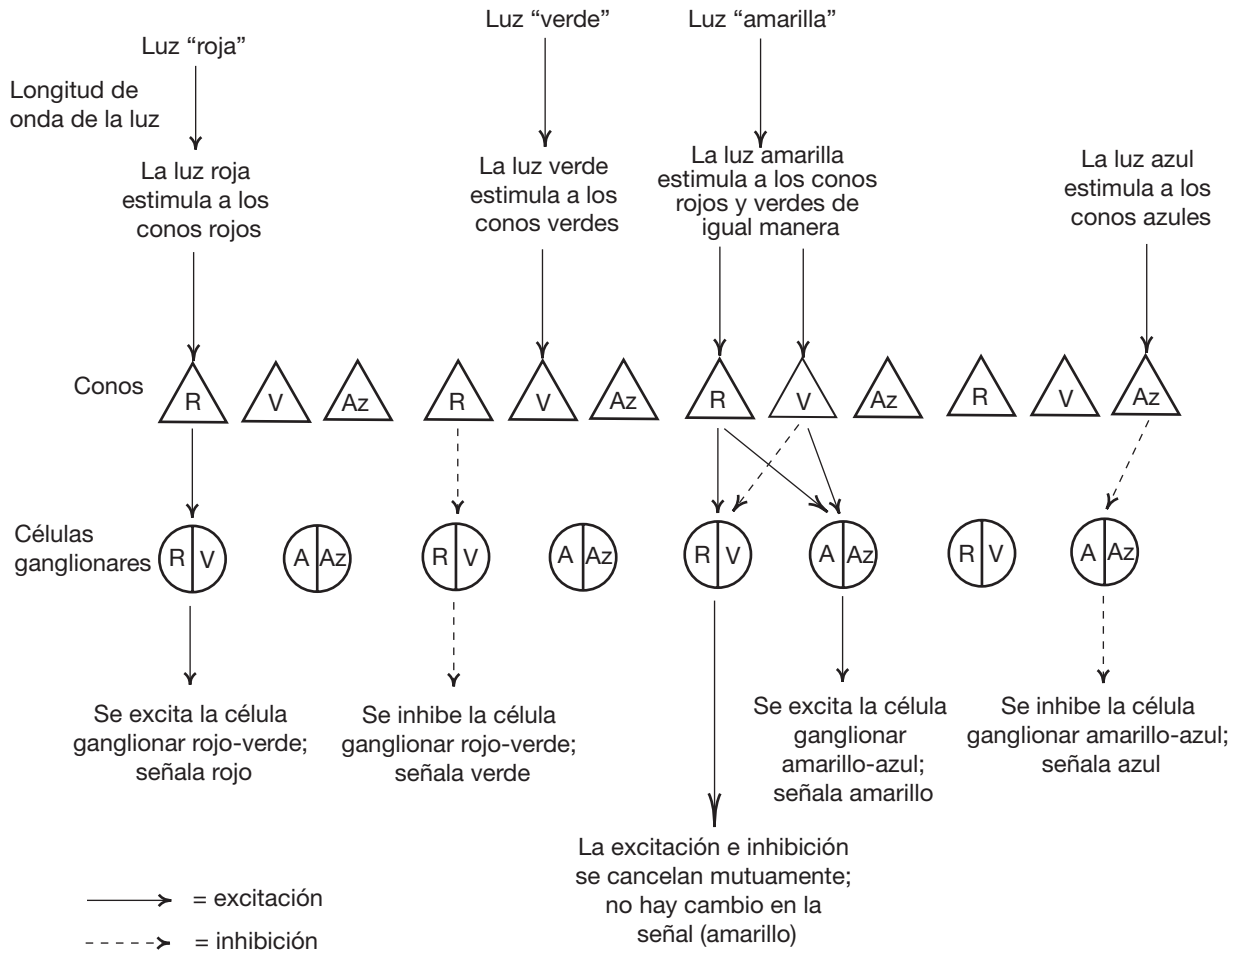 Luz “roja”
Luz “verde”
Luz “amarilla”
Longitud de
onda de la luz
La luz roja
estimula a los
conos rojos
La luz verde
estimula a los
conos verdes
La luz amarilla
estimula a los conos
rojos y verdes de
igual manera
La luz azul
estimula a los
conos azules
Conos
R
V
Az
R
V
Az
R
V
Az
R
V
Az
Células
ganglionares
R V
A Az
R V
A Az
R V
A Az
R V
A Az
Se excita la célula
ganglionar rojo-verde;
señala rojo
Se inhibe la célula
ganglionar rojo-verde;
señala verde
Se excita la célula
ganglionar
amarillo-azul;
señala amarillo
Se inhibe la célula
ganglionar amarillo-azul;
señala azul
La excitación e inhibición
se cancelan mutuamente;
no hay cambio en la
señal (amarillo)
= excitación
= inhibición